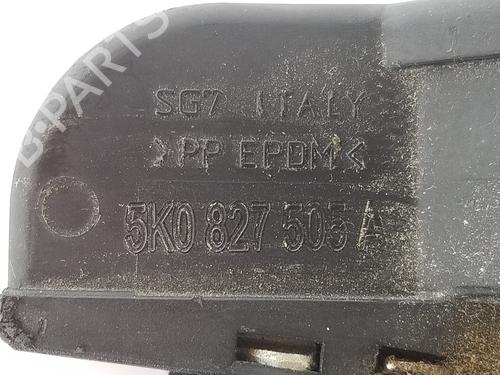 B-PARTS
SG7 ITALY
>PP EPDM<
5K0 827 505 A